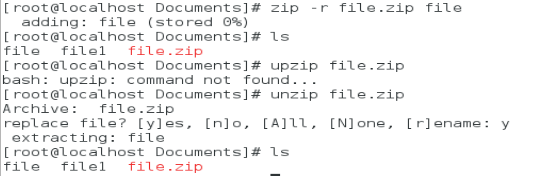 [root@localhost Documents]# zip -r file.zip file
  adding: file (stored 0%)
[root@localhost Documents]# ls
file  file1  file.zip
[root@localhost Documents]# upzip file.zip
bash: upzip: command not found...
[root@localhost Documents]# unzip file.zip
Archive:  file.zip
replace file? [y]es, [n]o, [A]ll, [N]one, [r]ename: y
 extracting: file
[root@localhost Documents]# ls
file  file1  file.zip